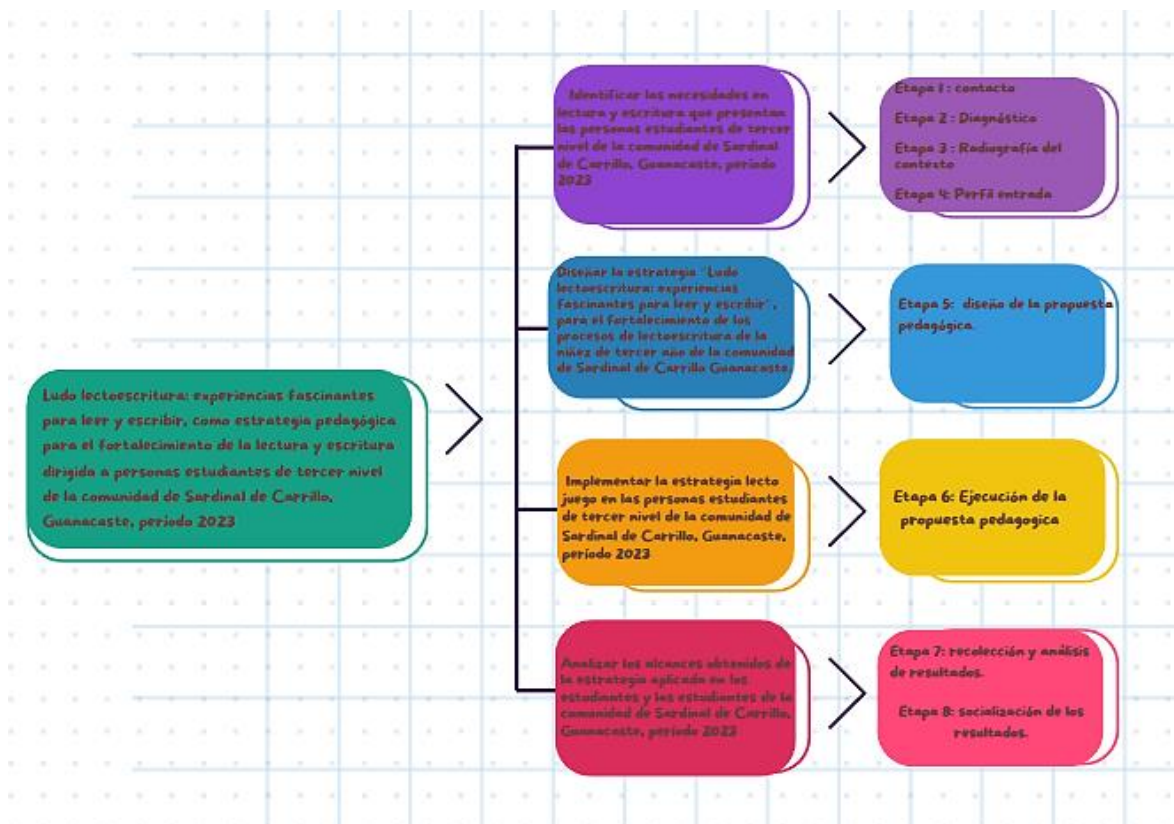 Ludo lectoescritura: experiencias fascinantes
para leer y escribir, como estrategia pedagógica
para el fortalecimiento de la lectura y escritura
dirigida a personas estudiantes de tercer nivel
de la comunidad de Sardinal de Carrillo,
Guanacaste, período 2023
Identificar las necesidades en
lectura y escritura que presentan
las personas estudiantes de tercer
nivel de la comunidad de Sardinal
de Carrillo, Guanacaste, período
2023
Etapa 1 : contacto
Etapa 2 : Diagnóstico
Etapa 3 : Radiografía del
contexto
Etapa 4: Perfil entrada
Diseñar la estrategia "Ludo
lectoescritura: experiencias
fascinantes para leer y escribir",
para el fortalecimiento de los
procesos de lectoescritura de la
niñez de tercer año de la comunidad
de Sardinal de Carrillo Guanacaste.
Etapa 5: diseño de la propuesta
pedagógica.
Implementar la estrategia lecto
juego en las personas estudiantes
de tercer nivel de la comunidad de
Sardinal de Carrillo, Guanacaste,
período 2023
Etapa 6: Ejecución de la
propuesta pedagogica
Analizar los alcances obtenidos de
la estrategia aplicada en los
estudiantes y las estudiantes de la
comunidad de Sardinal de Carrillo,
Guanacaste, período 2023
Etapa 7: recolección y análisis
de resultados.
Etapa 8: socialización de los
resultados.